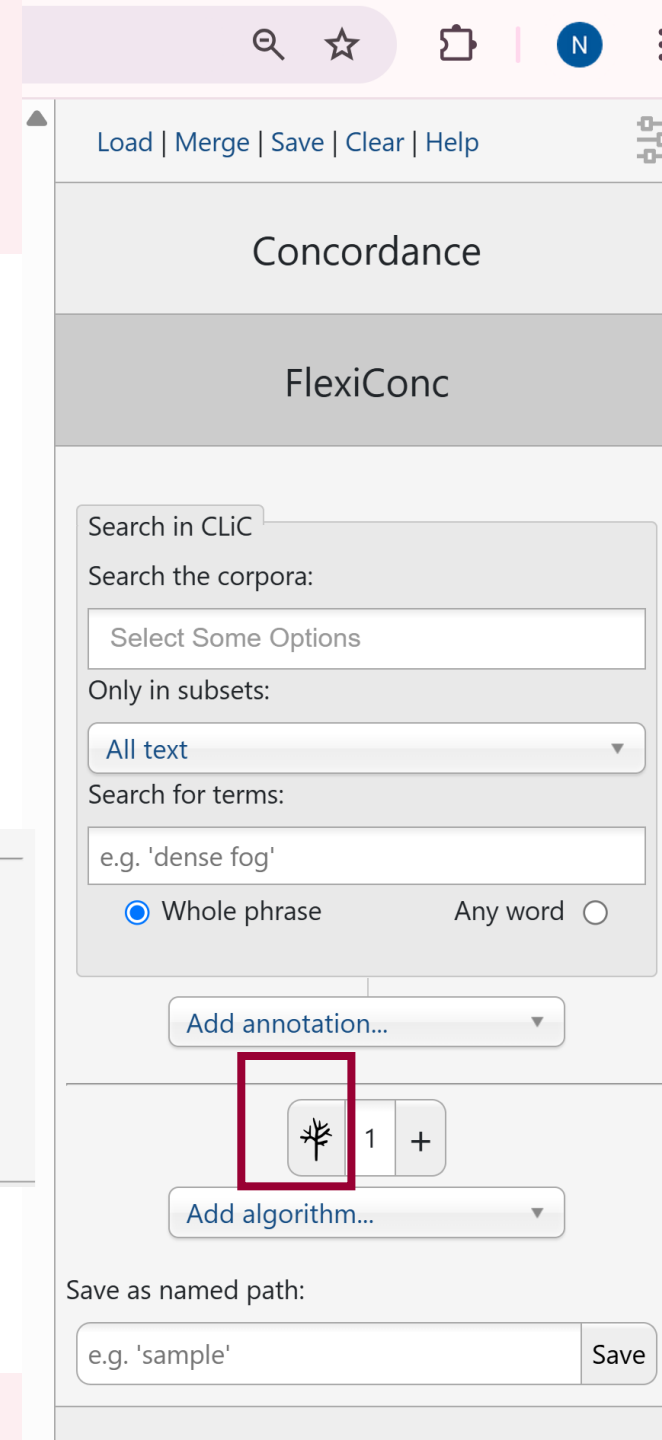 N
Load | Merge | Save | Clear | Help
Concordance
FlexiConc
Search in CLiC
Search the corpora:
Select Some Options
Only in subsets:
All text
Search for terms:
e.g. 'dense fog'
Whole phrase Any word
Add annotation...
1 +
Add algorithm...
Save as named path:
e.g. 'sample' Save